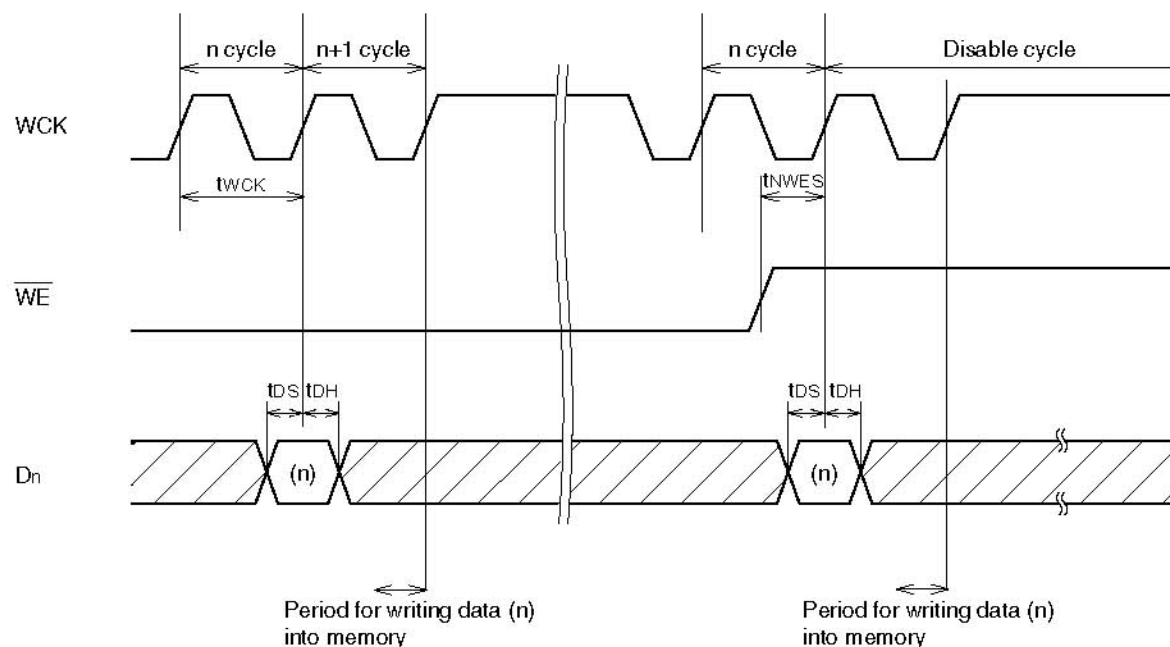 n cycle n+1 cycle n cycle Disable cycle
WCK
tWCK tNWES
WE
tDS tDH tDS tDH
Dn (n) (n)
Period for writing data (n) Period for writing data (n)
into memory into memory